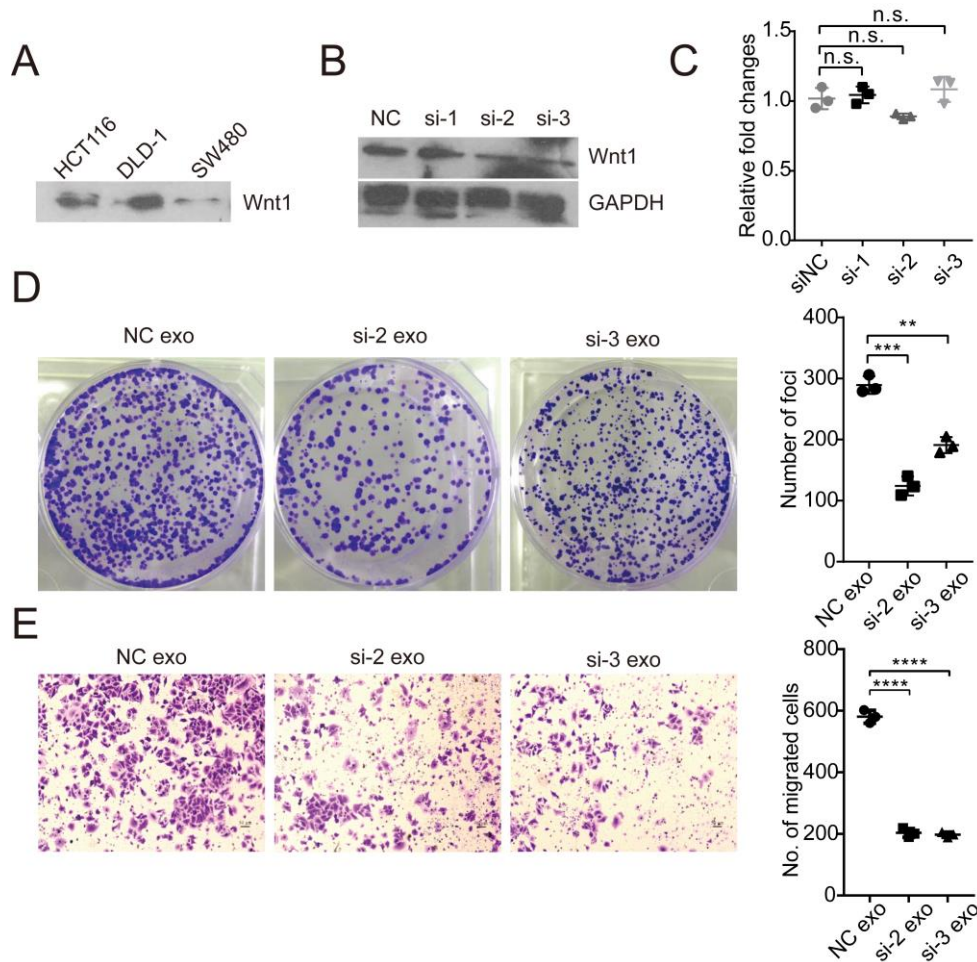 A
HCT116
DLD-1
SW480
Wnt1
B
NC si-1 si-2 si-3
Wnt1
GAPDH
C
Relative fold changes
1.5
1.0
0.5
0.0
n.s.
n.s.
n.s.
siNC
si-1
si-2
si-3
D
NC exo
si-2 exo
si-3 exo
Number of foci
400
300
200
100
0
**
***
NC exo
si-2 exo
si-3 exo
E
NC exo
si-2 exo
si-3 exo
No. of migrated cells
800
600
400
200
0
****
****
NC exo
si-2 exo
si-3 exo